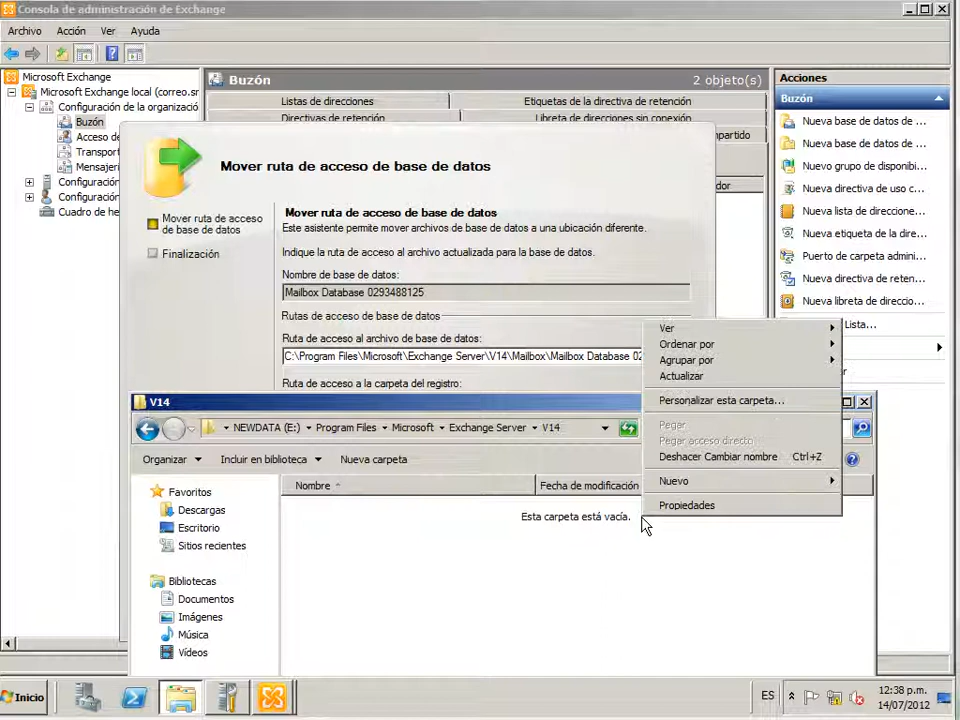 Consola de administración de Exchange
Archivo Acción Ver Ayuda
Microsoft Exchange
Microsoft Exchange local (correo.sr
Configuración de la organizació
Buzón
Acceso de
Transport
Mensajerí
Configuración
Configuración
Cuadro de he
Buzón 2 objeto(s)
Listas de direcciones Etiquetas de la directiva de retención
Directivas de retención Libreta de direcciones sin conexión
mpartido
dor
Mover ruta de acceso de base de datos
Mover ruta de acceso
de base de datos
Finalización
Mover ruta de acceso de base de datos
Este asistente permite mover archivos de base de datos a una ubicación diferente.
Indique la ruta de acceso al archivo actualizada para la base de datos.
Nombre de base de datos:
Mailbox Database 0293488125
Rutas de acceso de base de datos
Ruta de acceso al archivo de base de datos:
C:\Program Files\Microsoft\Exchange Server\V14\Mailbox\Mailbox Database 02
Ruta de acceso a la carpeta del registro:
Acciones
Buzón
Nueva base de datos de ...
Nueva base de datos de ...
Nuevo grupo de disponibi...
Nueva directiva de uso c...
Nueva lista de direccione...
Nueva etiqueta de la dire...
Puerto de carpeta admini...
Nueva directiva de reten...
Nueva libreta de direccio...
Lista...
Ver
Ordenar por
Agrupar por
Actualizar
Personalizar esta carpeta...
Pegar
Pegar acceso directo
Deshacer Cambiar nombre Ctrl+Z
Nuevo
Propiedades
V14
NEWDATA (E:) Program Files Microsoft Exchange Server V14
Organizar Incluir en biblioteca Nueva carpeta
Nombre Fecha de modificación
Esta carpeta está vacía.
Favoritos
Descargas
Escritorio
Sitios recientes
Bibliotecas
Documentos
Imágenes
Música
Vídeos
Inicio
ES
12:38 p.m.
14/07/2012